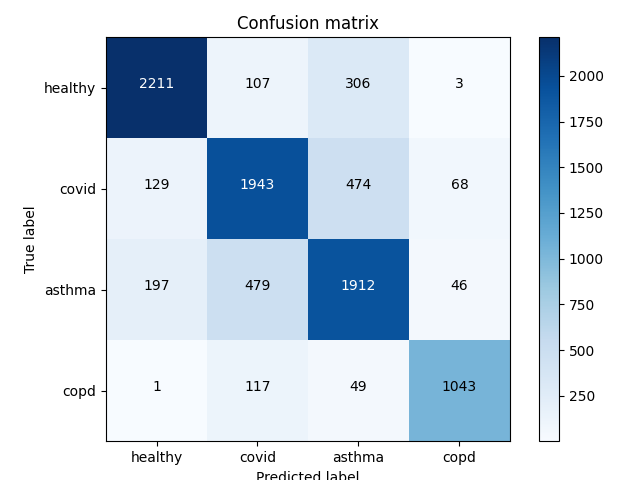 Confusion matrix
True label
healthy 2211 107 306 3
covid 129 1943 474 68
asthma 197 479 1912 46
copd 1 117 49 1043
healthy covid asthma copd
Predicted label
2000
1750
1500
1250
1000
750
500
250